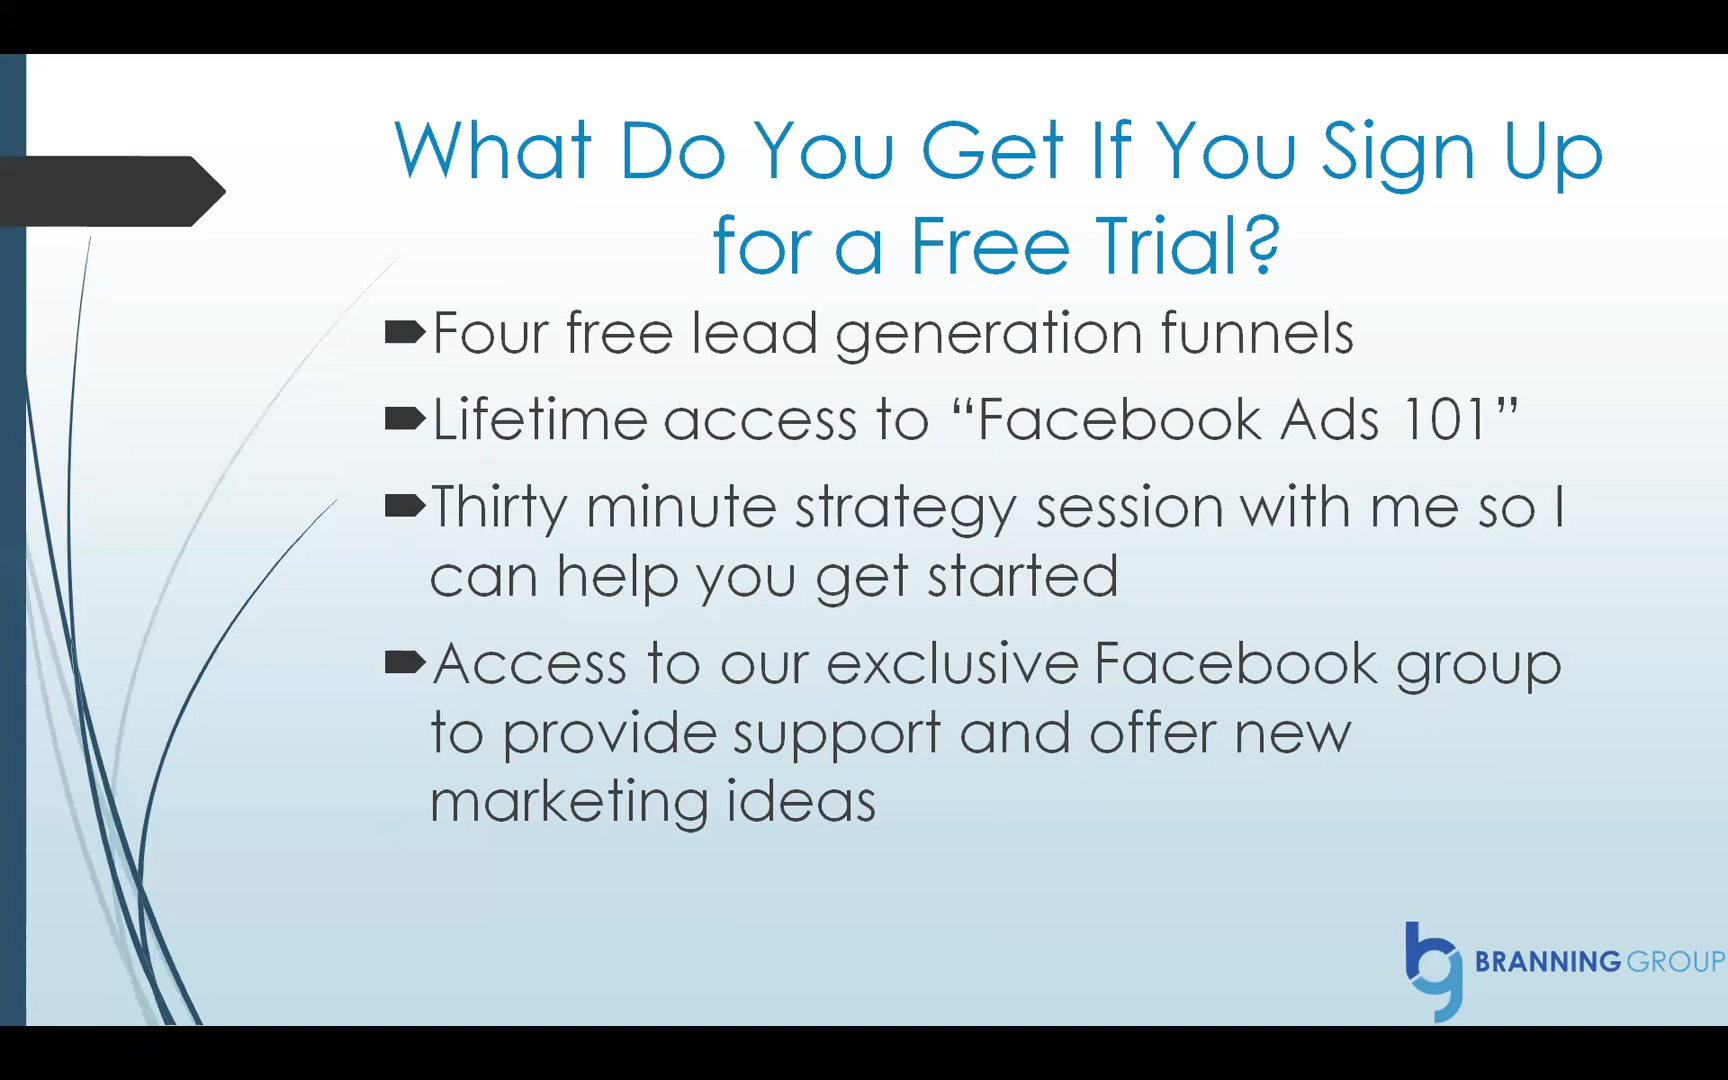 What Do You Get If You Sign Up
for a Free Trial?
Four free lead generation funnels
Lifetime access to “Facebook Ads 101”
Thirty minute strategy session with me so I
can help you get started
Access to our exclusive Facebook group
to provide support and offer new
marketing ideas
bg BRANNING GROUP